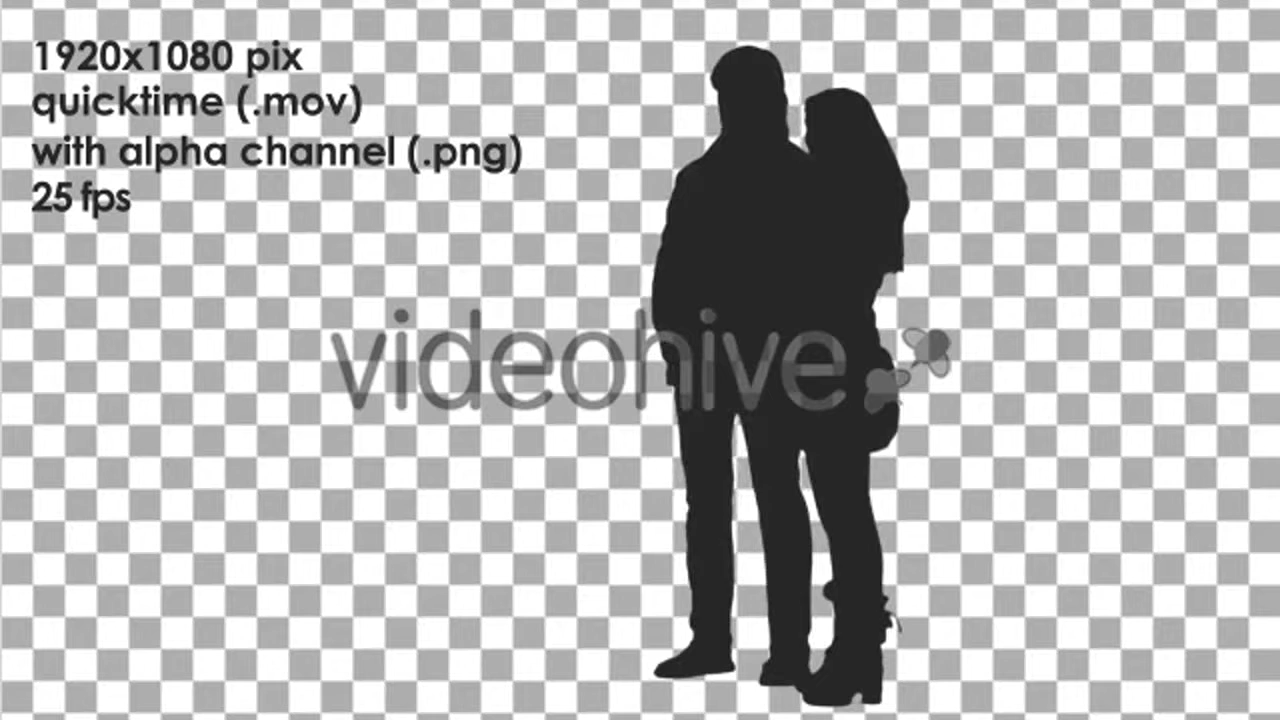 1920x1080 pix
quicktime (.mov)
with alpha channel (.png)
25 fps
videohive